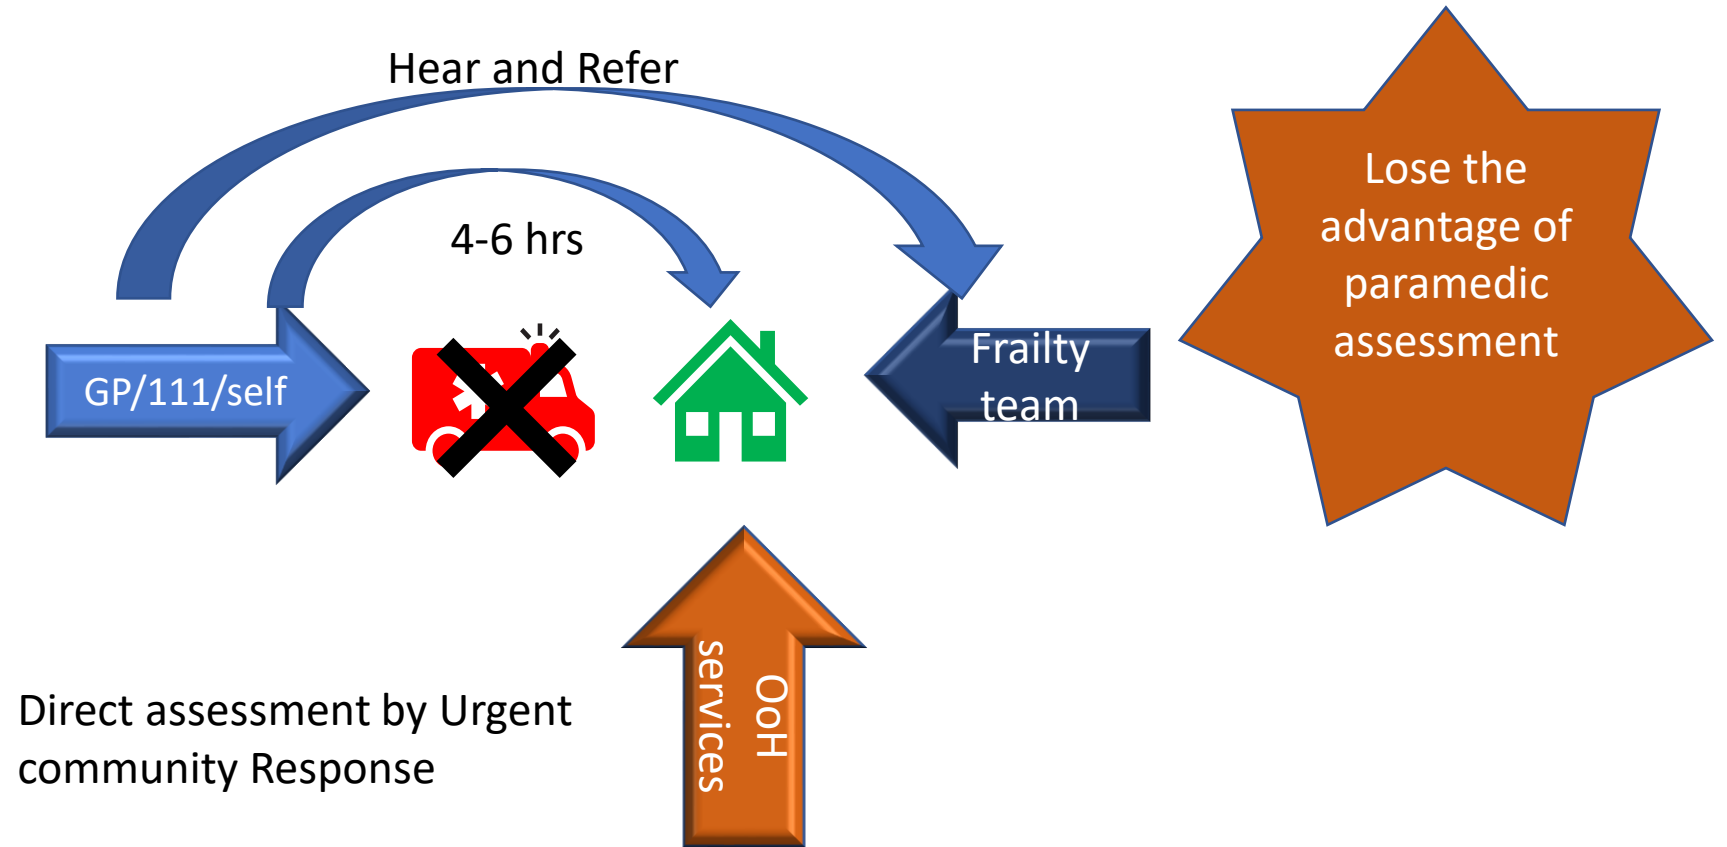 Hear and Refer
4-6 hrs
GP/111/self
Frailty
team
Lose the
advantage of
paramedic
assessment
OoH
services
Direct assessment by Urgent
community Response